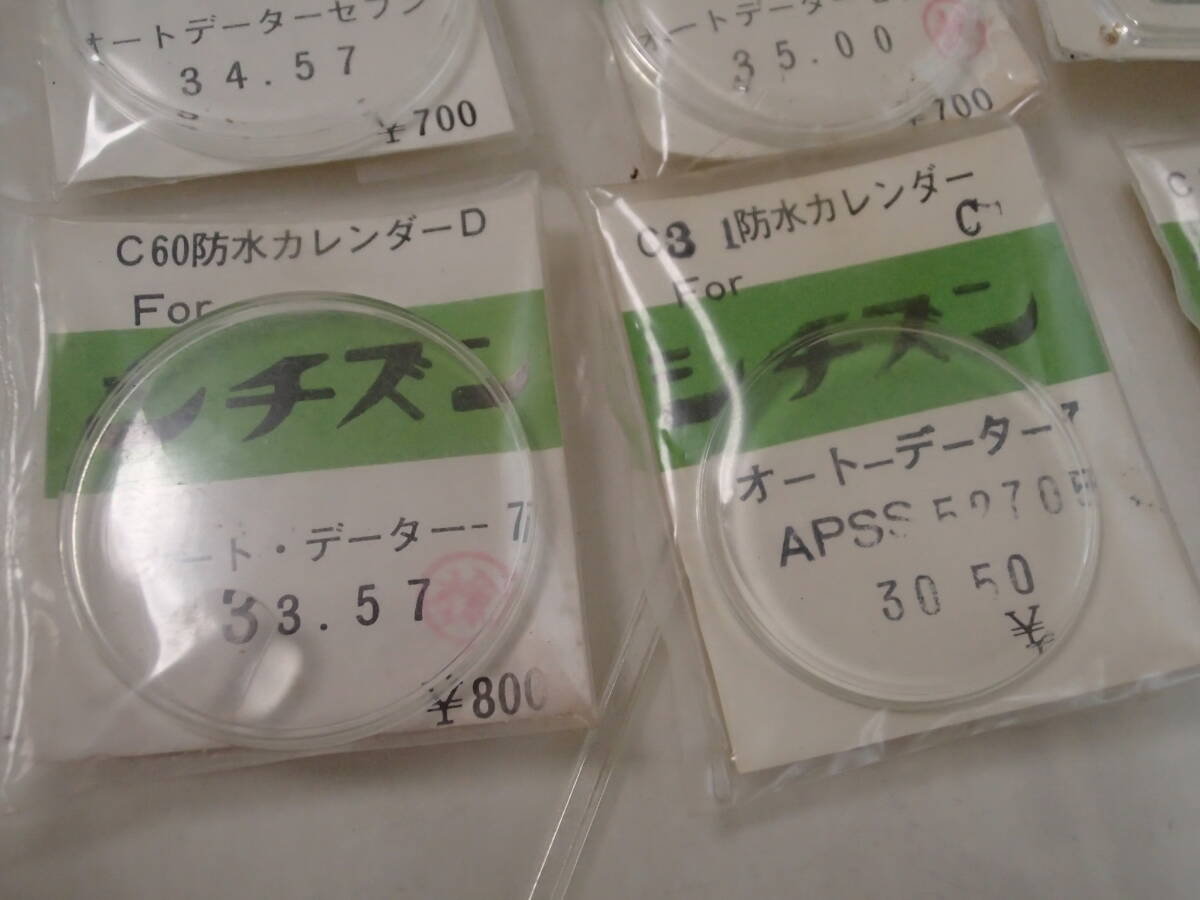 オートデーターセブン
34.57
¥700
オートデーター
35.00
¥700
C60防水カレンダーD
For
シチズン
オート・データー-7
33.57
¥800
C31防水カレンダー
C
For
シチズン
オートーデーター7
APSS
30 50
¥